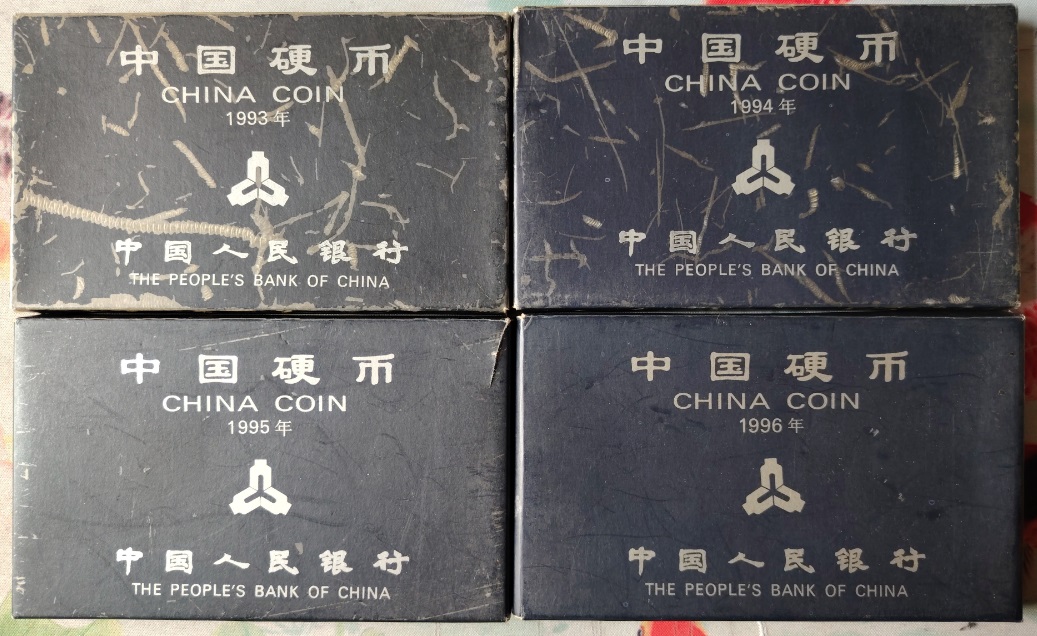 中国硬币
CHINA COIN
1993年
中国人民银行
THE PEOPLE'S BANK OF CHINA
中国硬币
CHINA COIN
1994年
中国人民银行
THE PEOPLE'S BANK OF CHINA
中国硬币
CHINA COIN
1995年
中国人民银行
THE PEOPLE'S BANK OF CHINA
中国硬币
CHINA COIN
1996年
中国人民银行
THE PEOPLE'S BANK OF CHINA